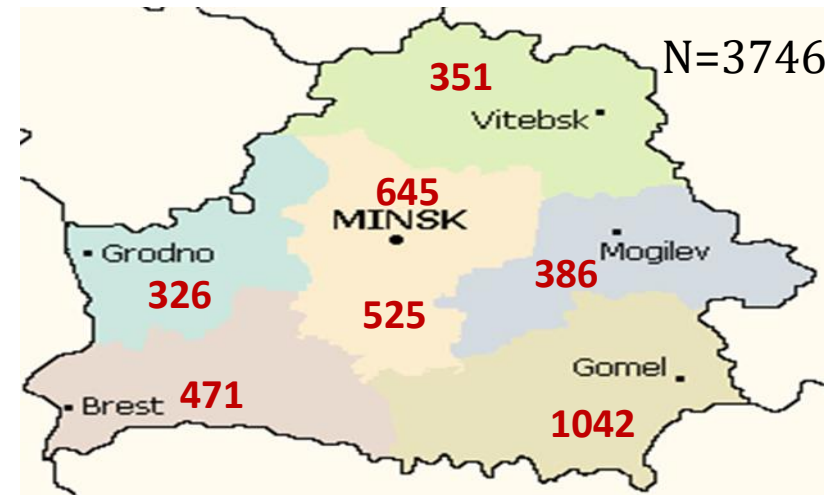 N=3746
351
Vitebsk
645
MINSK
Grodno
Mogilev
386
326
525
Gomel
Brest 471
1042